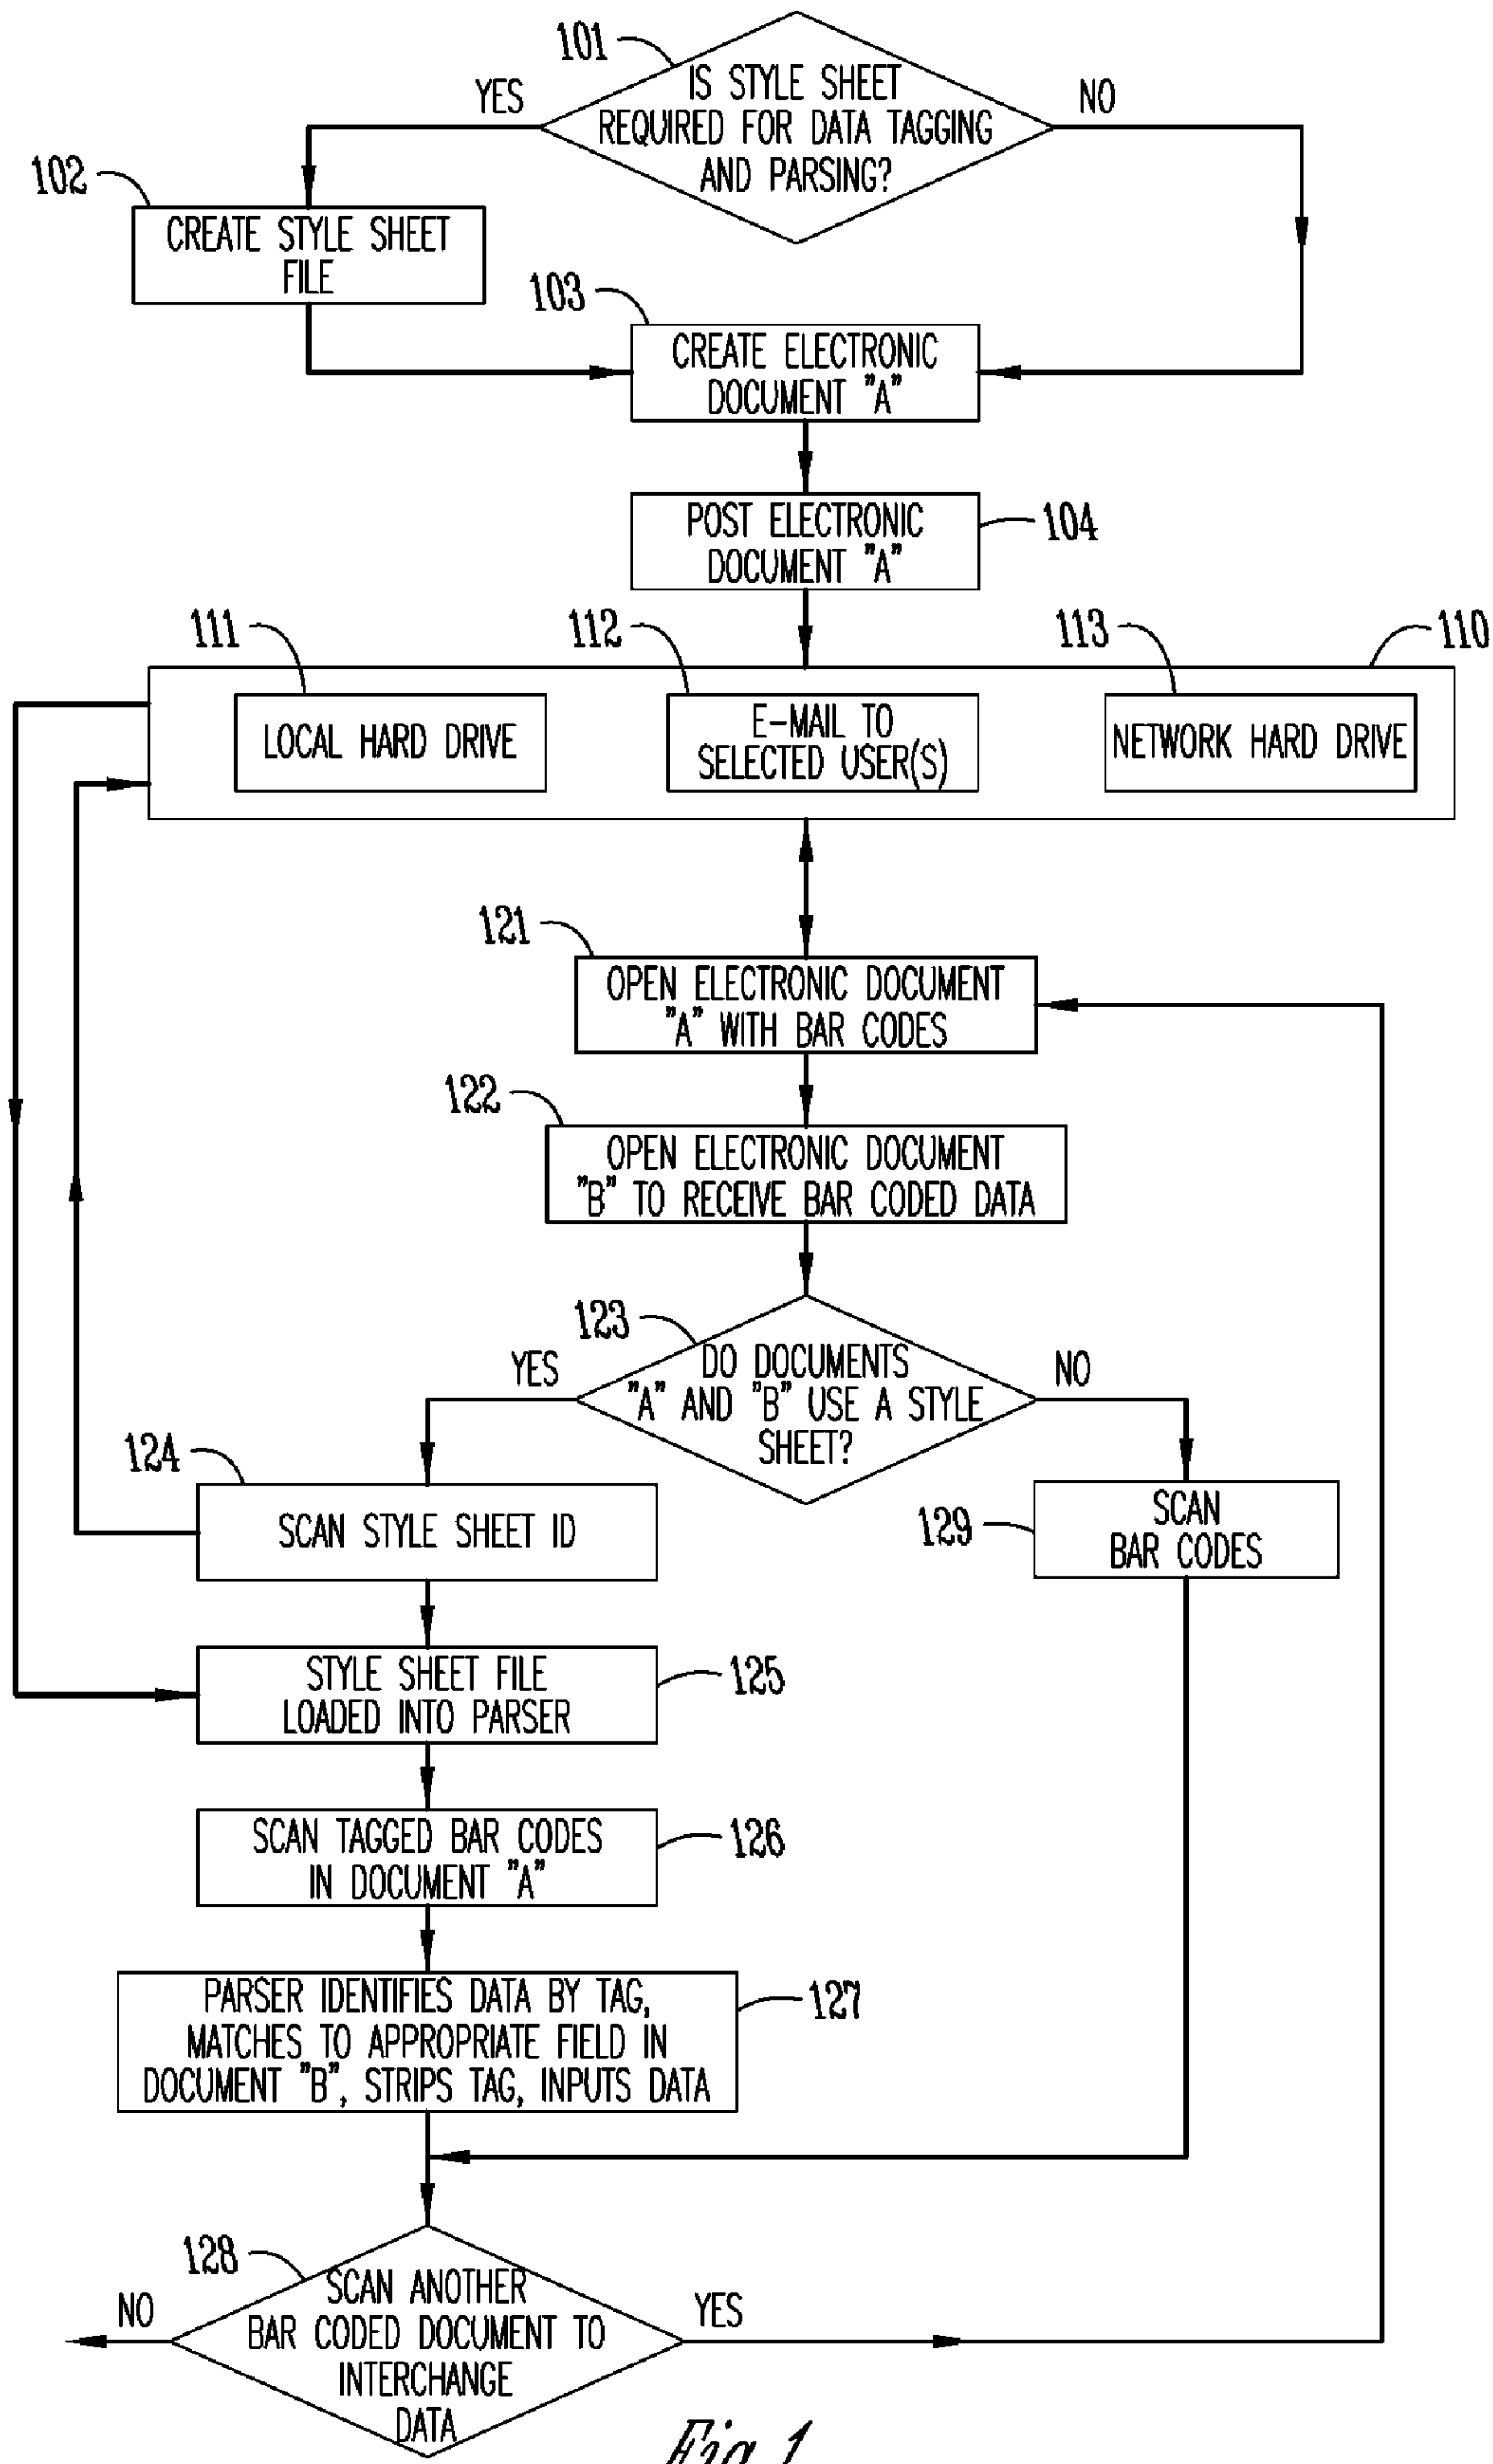 101
IS STYLE SHEET
REQUIRED FOR DATA TAGGING
AND PARSING?
YES
NO
102
CREATE STYLE SHEET
FILE
103
CREATE ELECTRONIC
DOCUMENT "A"
POST ELECTRONIC
DOCUMENT "A"
104
111
112
113
110
LOCAL HARD DRIVE
E-MAIL TO
SELECTED USER(S)
NETWORK HARD DRIVE
121
OPEN ELECTRONIC DOCUMENT
"A" WITH BAR CODES
122
OPEN ELECTRONIC DOCUMENT
"B" TO RECEIVE BAR CODED DATA
123
DO DOCUMENTS
"A" AND "B" USE A STYLE
SHEET?
YES
NO
124
SCAN STYLE SHEET ID
129
SCAN
BAR CODES
STYLE SHEET FILE
LOADED INTO PARSER
125
SCAN TAGGED BAR CODES
IN DOCUMENT "A"
126
PARSER IDENTIFIES DATA BY TAG,
MATCHES TO APPROPRIATE FIELD IN
DOCUMENT "B", STRIPS TAG, INPUTS DATA
127
128
SCAN ANOTHER
BAR CODED DOCUMENT TO
INTERCHANGE
DATA
NO
YES
Fig.1